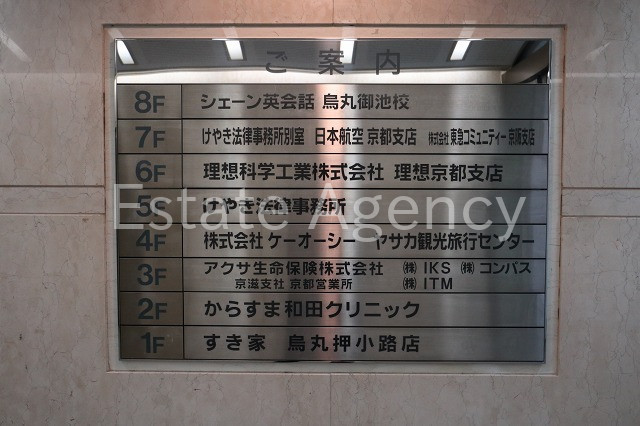 ご案内
8F シェーン英会話 烏丸御池校
7F けやき法律事務所別室 日本航空 京都支店 株式会社 東急コミュニティー 京阪支店
6F 理想科学工業株式会社 理想京都支店
5F けやき法律事務所
4F 株式会社 ケーオーシー ヤサカ観光旅行センター
3F アクサ生命保険株式会社 ㈱ IKS ㈱ コンパス
京滋支社 京都営業所 ㈱ ITM
2F からすま和田クリニック
1F すき家 烏丸押小路店
Estate Agency